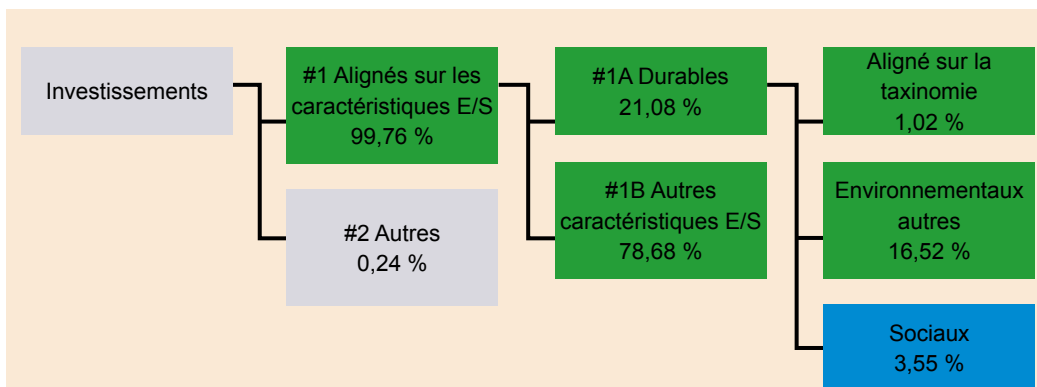 Investissements
#1 Alignés sur les
caractéristiques E/S
99,76 %
#2 Autres
0,24 %
#1A Durables
21,08 %
#1B Autres
caractéristiques E/S
78,68 %
Aligné sur la
taxinomie
1,02 %
Environnementaux
autres
16,52 %
Sociaux
3,55 %